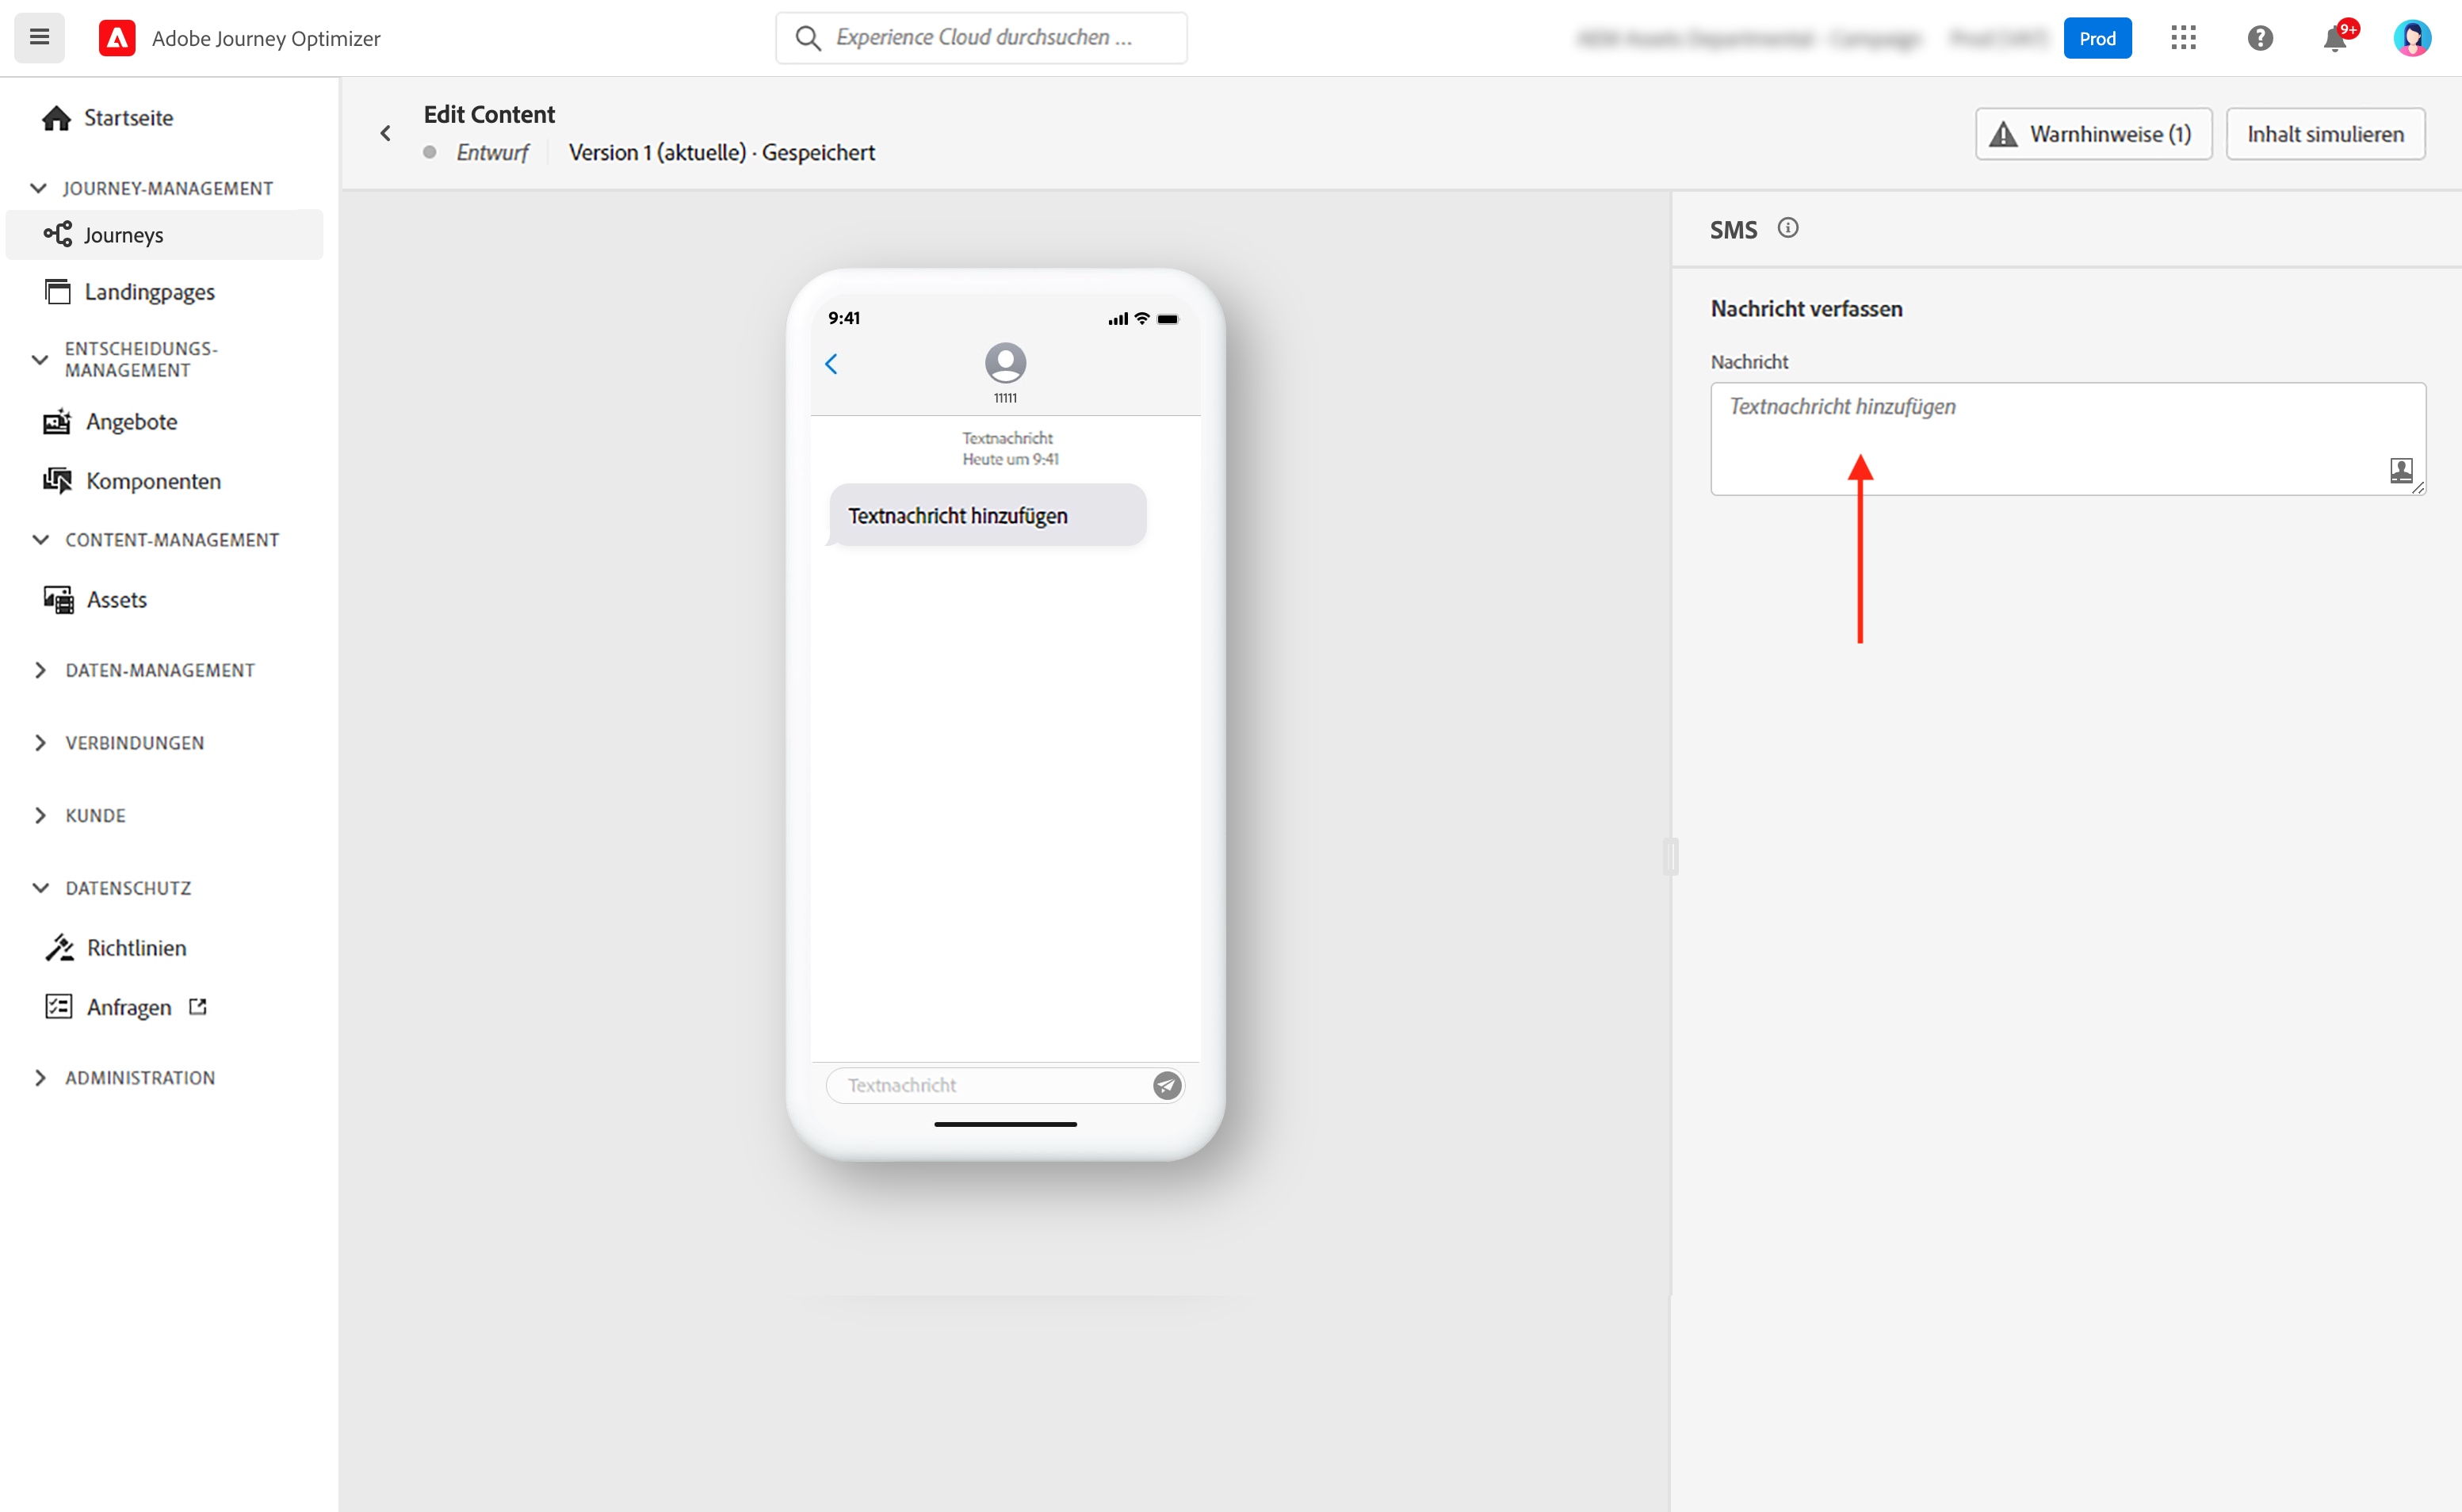 Adobe Journey Optimizer
Experience Cloud durchsuchen ...
Prod
9+
Startseite
JOURNEY-MANAGEMENT
Journeys
Landingpages
ENTSCHEIDUNGS-
MANAGEMENT
Angebote
Komponenten
CONTENT-MANAGEMENT
Assets
DATEN-MANAGEMENT
VERBINDUNGEN
KUNDE
DATENSCHUTZ
Richtlinien
Anfragen
ADMINISTRATION
Edit Content
Entwurf
Version 1 (aktuelle) · Gespeichert
Warnhinweise (1)
Inhalt simulieren
9:41
11111
Textnachricht
Heute um 9:41
Textnachricht hinzufügen
Textnachricht
SMS
Nachricht verfassen
Nachricht
Textnachricht hinzufügen